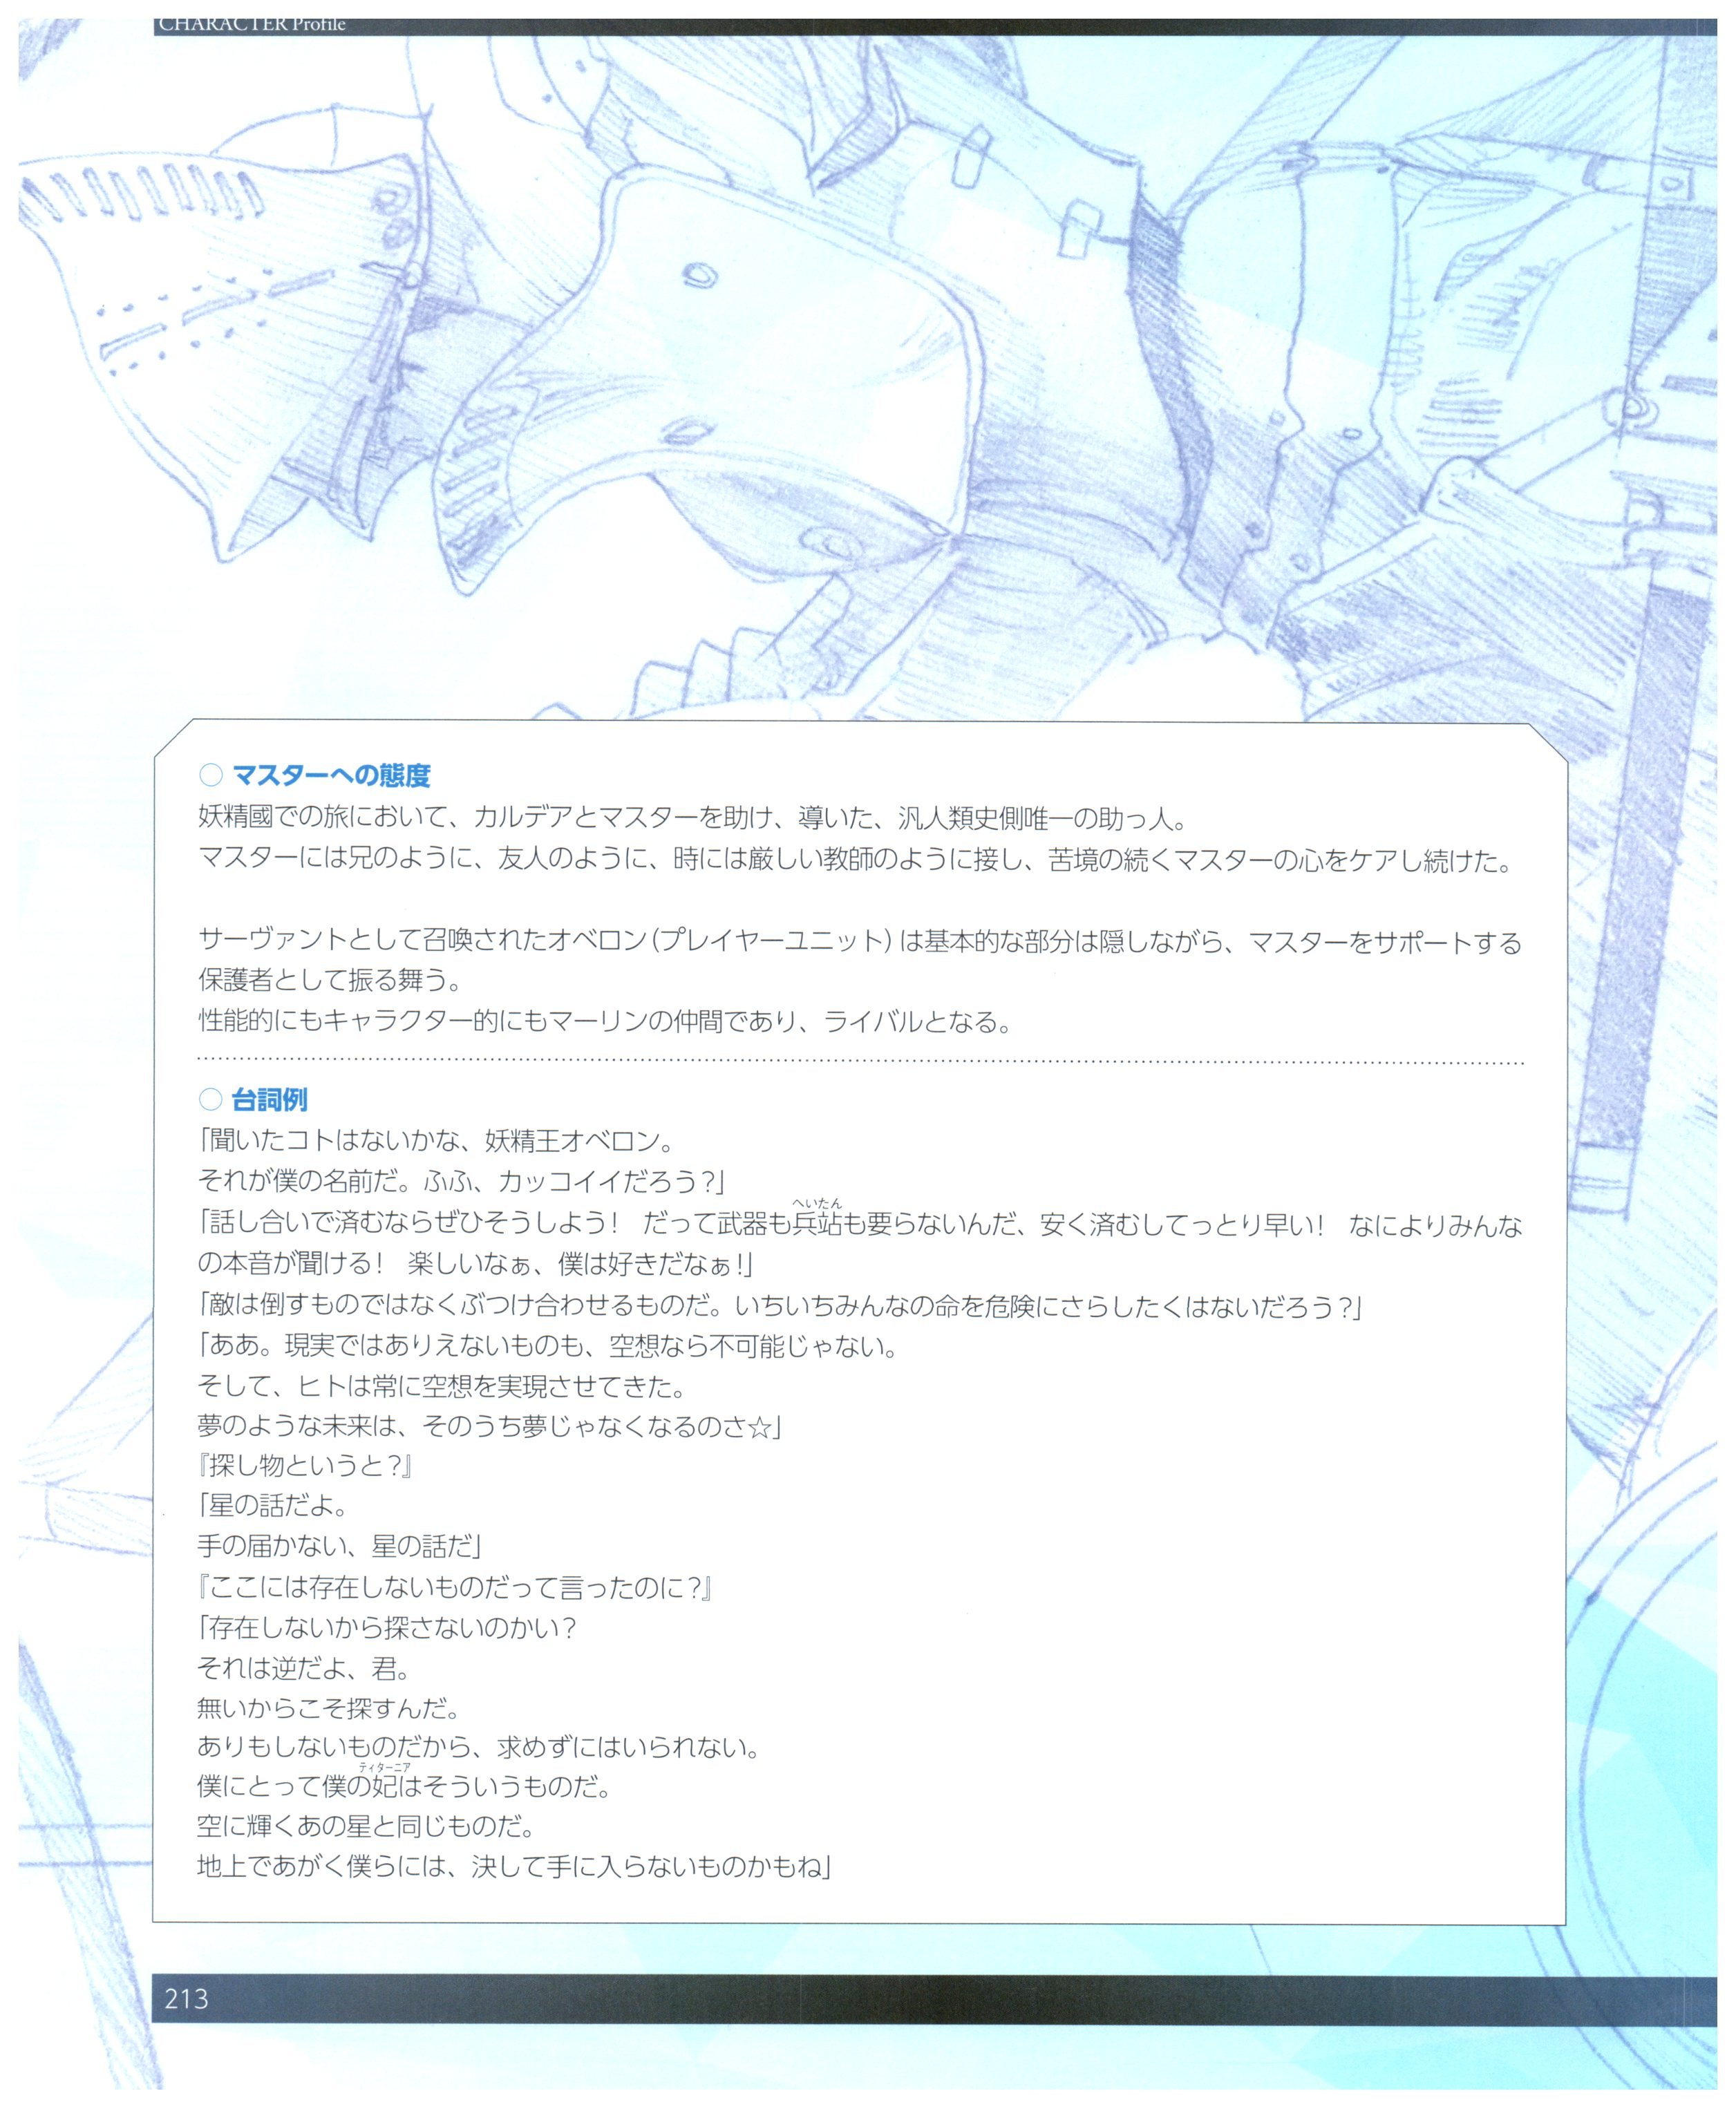 CHARACTER Profile
○ マスターへの態度
妖精國での旅において、カルデアとマスターを助け、導いた、汎人類史側唯一の助っ人。
マスターには兄のように、友人のように、時には厳しい教師のように接し、苦境の続くマスターの心をケアし続けた。
サーヴァントとして召喚されたオベロン(プレイヤーユニット)は基本的な部分は隠しながら、マスターをサポートする
保護者として振る舞う。
性能的にもキャラクター的にもマーリンの仲間であり、ライバルとなる。
○ 台詞例
「聞いたコトはないかな、妖精王オベロン。
それが僕の名前だ。ふふ、カッコイイだろう?」
へいたん
「話し合いで済むならぜひそうしよう! だって武器も兵站も要らないんだ、安く済むしてっとり早い! なによりみんな
の本音が聞ける! 楽しいなぁ、僕は好きだなぁ!」
「敵は倒すものではなくぶつけ合わせるものだ。いちいちみんなの命を危険にさらしたくはないだろう?」
「ああ。現実ではありえないものも、空想なら不可能じゃない。
そして、ヒトは常に空想を実現させてきた。
夢のような未来は、そのうち夢じゃなくなるのさ☆」
『探し物というと?』
「星の話だよ。
手の届かない、星の話だ」
『ここには存在しないものだって言ったのに?』
「存在しないから探さないのかい?
それは逆だよ、君。
無いからこそ探すんだ。
ありもしないものだから、求めずにはいられない。
ティターニア
僕にとって僕の妃はそういうものだ。
空に輝くあの星と同じものだ。
地上であがく僕らには、決して手に入らないものかもね」
213